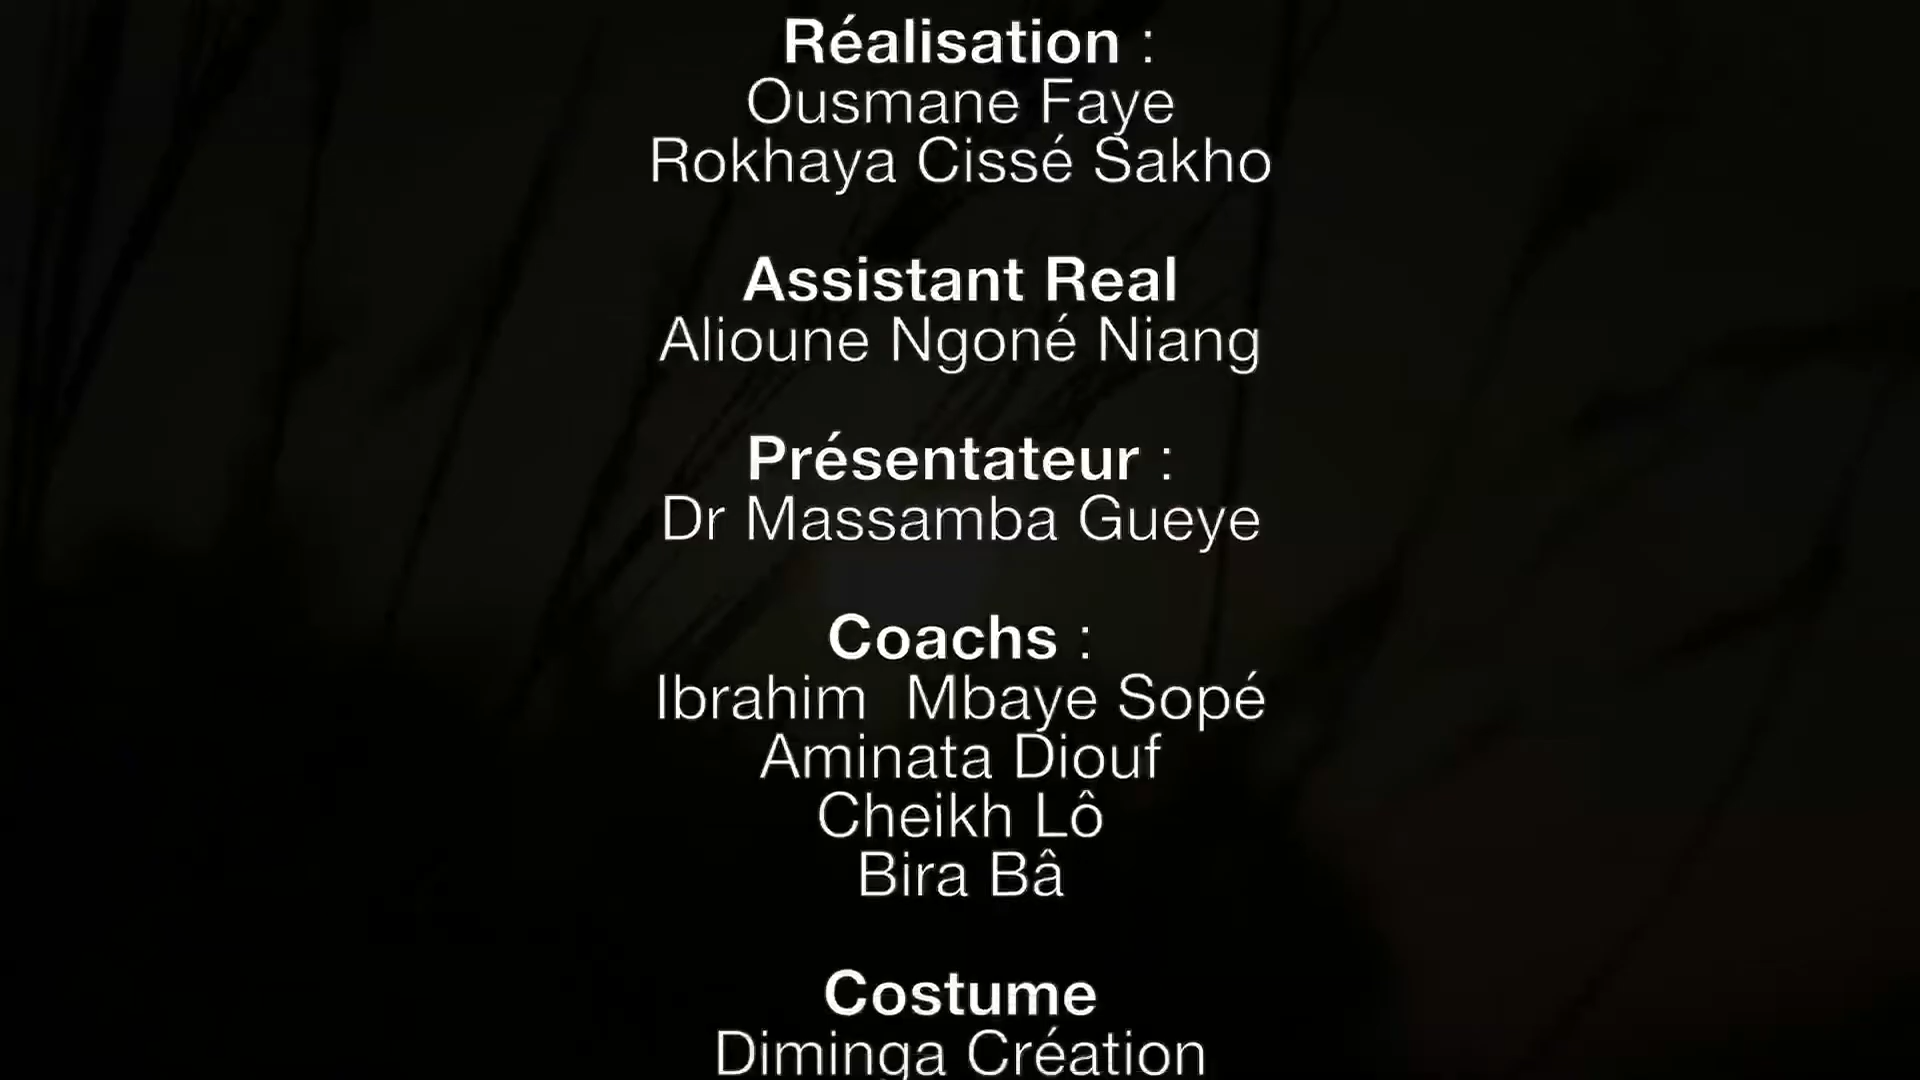 Réalisation :
Ousmane Faye
Rokhaya Cissé Sakho
Assistant Real
Alioune Ngoné Niang
Présentateur :
Dr Massamba Gueye
Coachs :
Ibrahim  Mbaye Sopé
Aminata Diouf
Cheikh Lô
Bira Bâ
Costume
Diminga Création